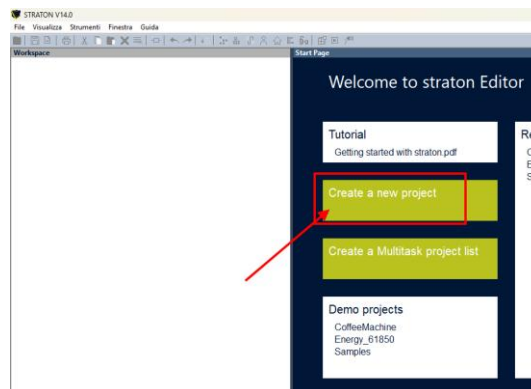 STRATON V14.0
File Visualizza Strumenti Finestra Guida
Workspace
Start Page
Welcome to straton Editor
Tutorial
Getting started with straton.pdf
Create a new project
Create a Multitask project list
Demo projects
CoffeeMachine
Energy_61850
Samples